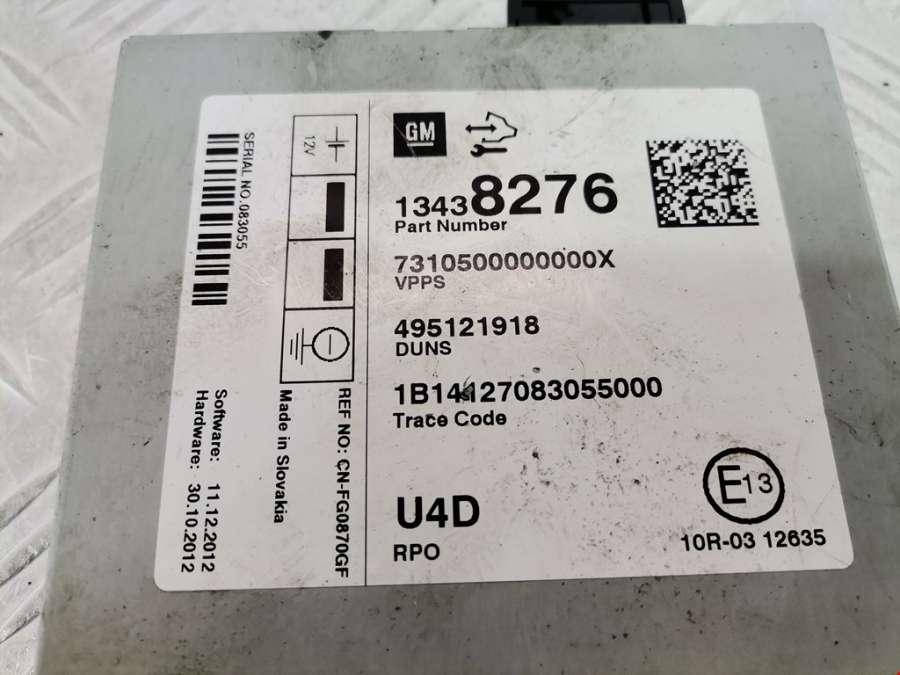 GM
13438276
Part Number
7310500000000X
VPPS
495121918
DUNS
1B14127083055000
Trace Code
U4D
RPO
E13
10R-03 12635
SERIAL NO.083055
12V
REF NO: CN-FG0870GF
Made in Slovakia
Software: 11.12.2012
Hardware: 30.10.2012